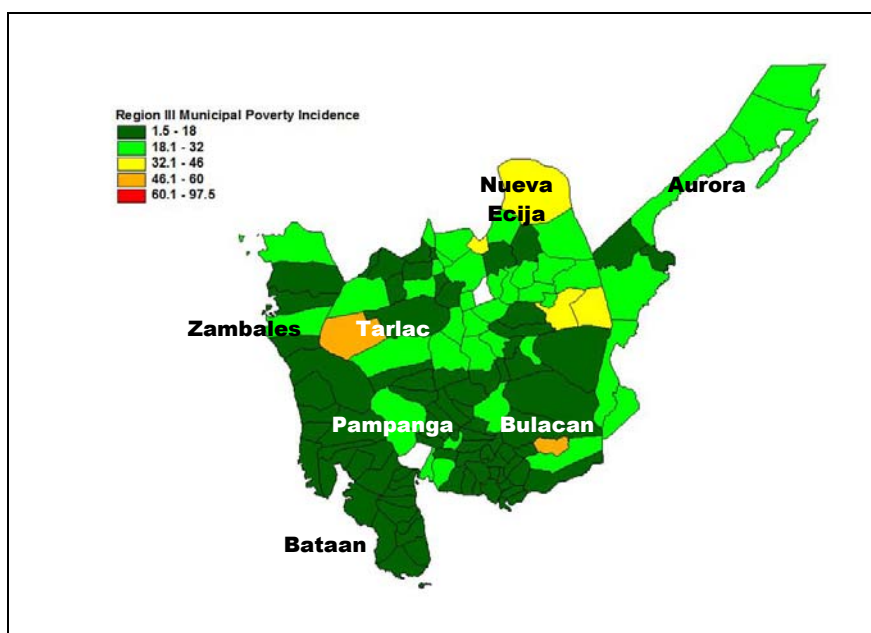 Region III Municipal Poverty Incidence
1.5 - 18
18.1 - 32
32.1 - 46
46.1 - 60
60.1 - 97.5
Nueva
Ecija
Aurora
Zambales
Tarlac
Pampanga
Bulacan
Bataan